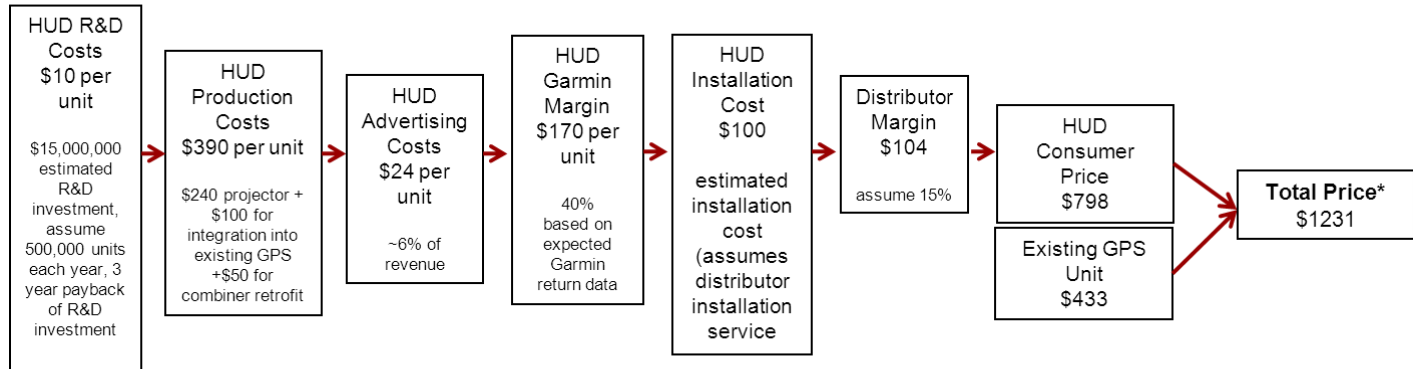 HUD R&D
Costs
$10 per
unit
$15,000,000
estimated
R&D
investment,
assume
500,000 units
each year, 3
year payback
of R&D
investment
HUD
Production
Costs
$390 per unit
$240 projector +
$100 for
integration into
existing GPS
+$50 for
combiner retrofit
HUD
Advertising
Costs
$24 per
unit
~6% of
revenue
HUD
Garmin
Margin
$170 per
unit
40%
based on
expected
Garmin
return data
HUD
Installation
Cost
$100
estimated
installation
cost
(assumes
distributor
installation
service
Distributor
Margin
$104
assume 15%
HUD
Consumer
Price
$798
Existing GPS
Unit
$433
Total Price*
$1231